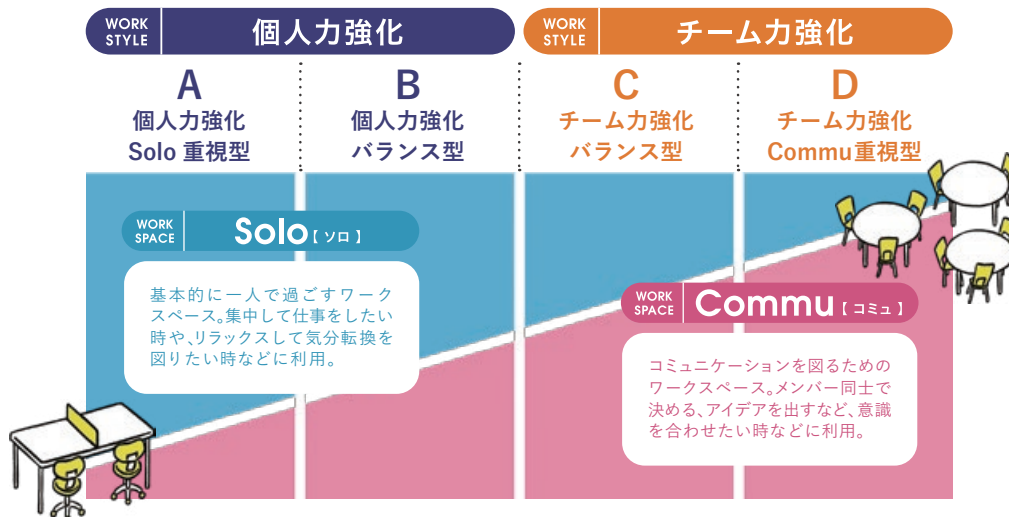 WORK
STYLE
個人力強化
WORK
STYLE
チーム力強化
A
個人力強化
Solo 重視型
B
個人力強化
バランス型
C
チーム力強化
バランス型
D
チーム力強化
Commu重視型
WORK
SPACE
Solo【 ソロ 】
基本的に一人で過ごすワーク
スペース。集中して仕事をしたい
時や、リラックスして気分転換を
図りたい時などに利用。
WORK
SPACE
Commu【 コミュ 】
コミュニケーションを図るための
ワークスペース。メンバー同士で
決める、アイデアを出すなど、意識
を合わせたい時などに利用。